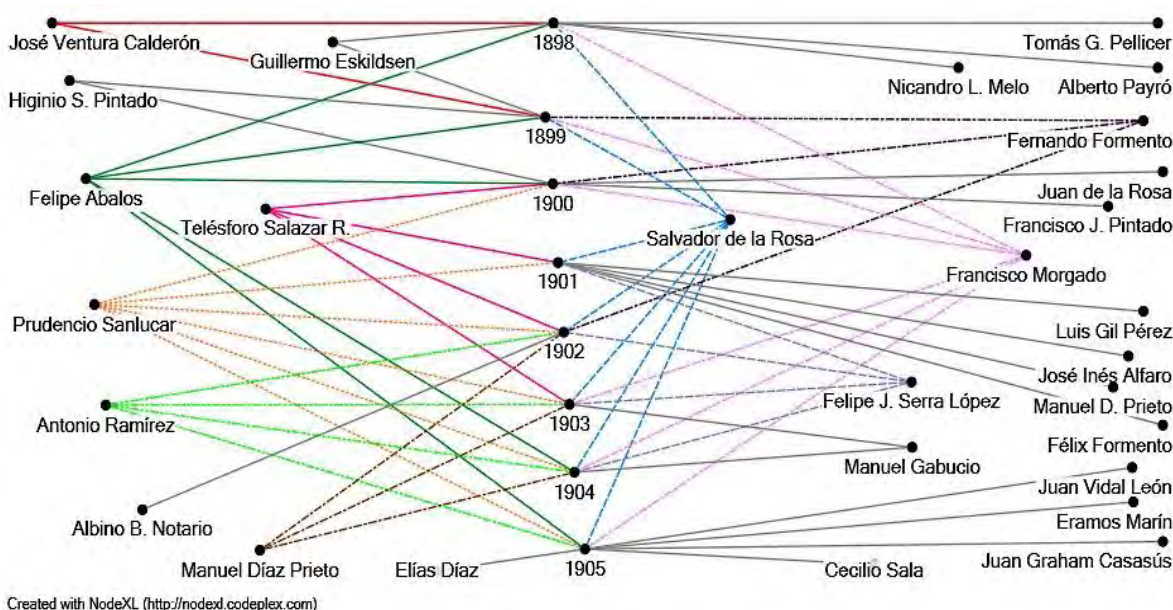 José Ventura Calderón
Guillermo Eskildsen
1898
Tomás G. Pellicer
Nicandro L. Melo
Alberto Payró
Higinio S. Pintado
1899
Fernando Formento
Felipe Abalos
1900
Juan de la Rosa
Telésforo Salazar R.
Salvador de la Rosa
Francisco J. Pintado
1901
Francisco Morgado
Prudencio Sanlucar
Luis Gil Pérez
1902
José Inés Alfaro
Felipe J. Serra López
Manuel D. Prieto
Antonio Ramírez
1903
Félix Formento
Manuel Gabucio
1904
Juan Vidal León
Albino B. Notario
Eramos Marín
Manuel Díaz Prieto
Elías Díaz
1905
Cecilio Sala
Juan Graham Casasús
Created with NodeXL (http://nodexl.codeplex.com)